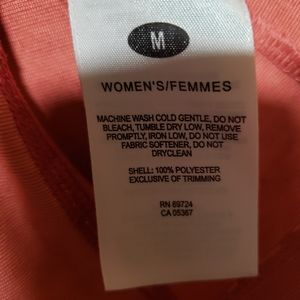 M
WOMEN'S/FEMMES
MACHINE WASH COLD GENTLE, DO NOT
BLEACH, TUMBLE DRY LOW, REMOVE
PROMPTLY, IRON LOW, DO NOT USE
FABRIC SOFTENER, DO NOT
DRYCLEAN
SHELL: 100% POLYESTER
EXCLUSIVE OF TRIMMING
RN 69724
CA 05367